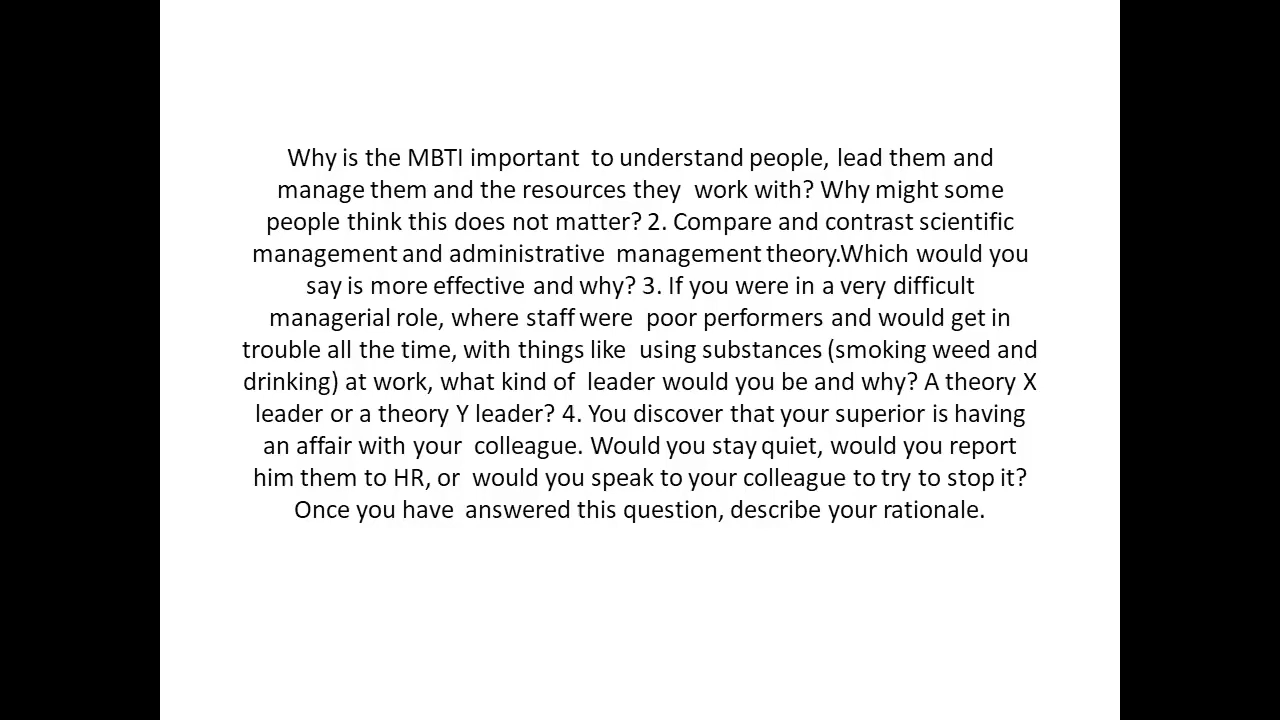 Why is the MBTI important  to understand people, lead them and
manage them and the resources they  work with? Why might some
people think this does not matter? 2. Compare and contrast scientific
management and administrative  management theory.Which would you
say is more effective and why? 3. If you were in a very difficult
managerial role, where staff were  poor performers and would get in
trouble all the time, with things like  using substances (smoking weed and
drinking) at work, what kind of  leader would you be and why? A theory X
leader or a theory Y leader? 4. You discover that your superior is having
an affair with your  colleague. Would you stay quiet, would you report
him them to HR, or  would you speak to your colleague to try to stop it?
Once you have  answered this question, describe your rationale.